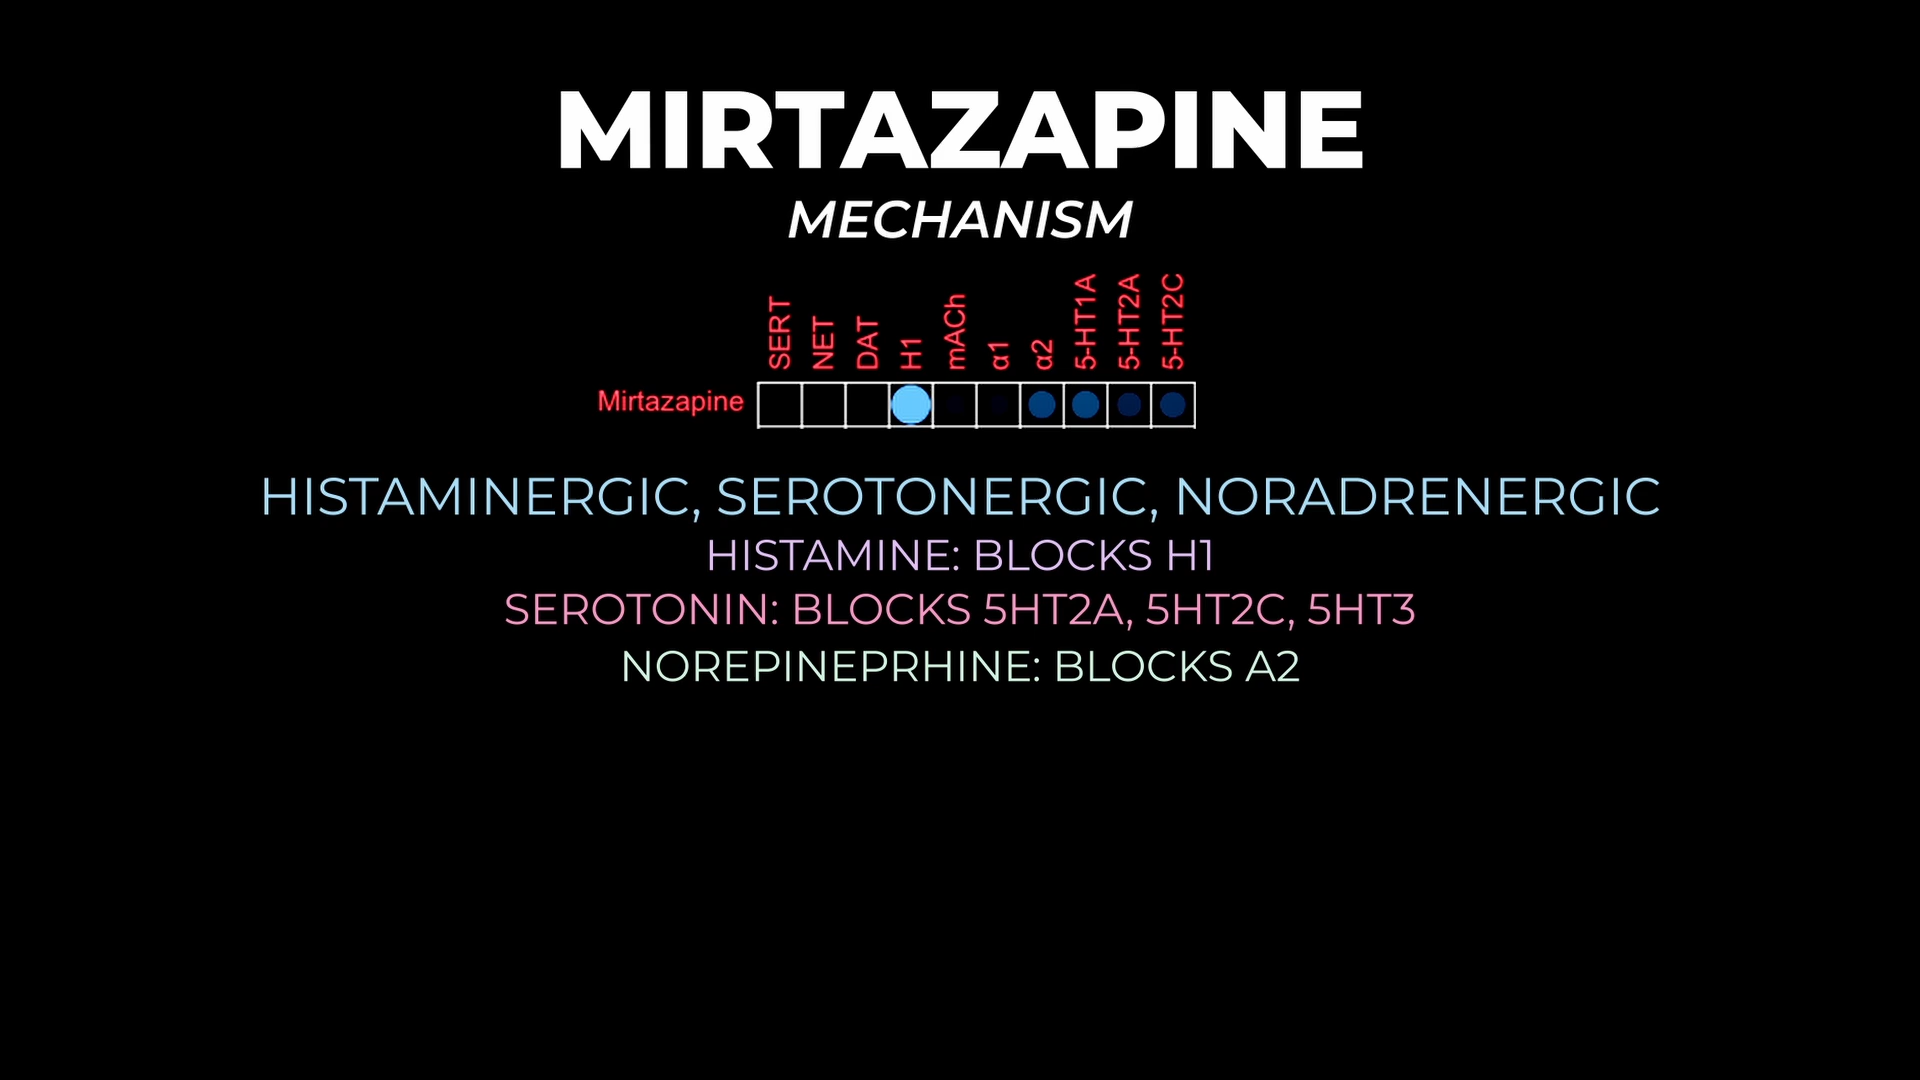 MIRTAZAPINE
MECHANISM
SERT NET DAT H1 mACh α1 α2 5-HT1A 5-HT2A 5-HT2C
Mirtazapine
HISTAMINERGIC, SEROTONERGIC, NORADRENERGIC
HISTAMINE: BLOCKS H1
SEROTONIN: BLOCKS 5HT2A, 5HT2C, 5HT3
NOREPINEPRHINE: BLOCKS A2